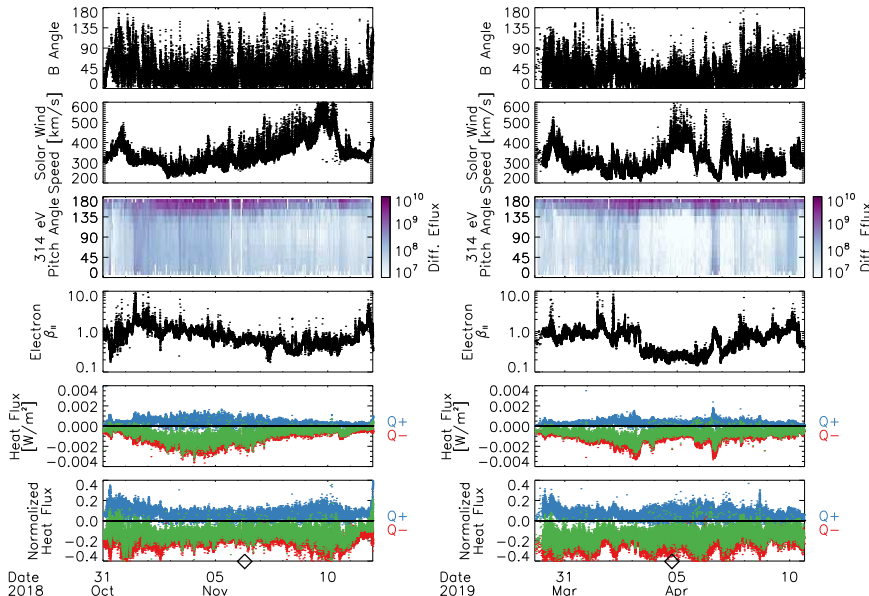 180
135
90
45
0
B Angle
600
500
400
300
200
Solar Wind
Speed [km/s]
180
135
90
45
0
314 eV
Pitch Angle
10^10
10^9
10^8
10^7
Diff. Eflux
10.0
1.0
0.1
Electron
β_II
0.004
0.002
0.000
−0.002
−0.004
Heat Flux
[W/m²]
Q+
Q−
0.4
0.2
0.0
−0.2
−0.4
Normalized
Heat Flux
Q+
Q−
31 05 10
Date Oct Nov
2018
180
135
90
45
0
B Angle
600
500
400
300
200
Solar Wind
Speed [km/s]
180
135
90
45
0
314 eV
Pitch Angle
10^10
10^9
10^8
10^7
Diff. Eflux
10.0
1.0
0.1
Electron
β_II
0.004
0.002
0.000
−0.002
−0.004
Heat Flux
[W/m²]
Q+
Q−
0.4
0.2
0.0
−0.2
−0.4
Normalized
Heat Flux
Q+
Q−
31 05 10
Date Mar Apr
2019